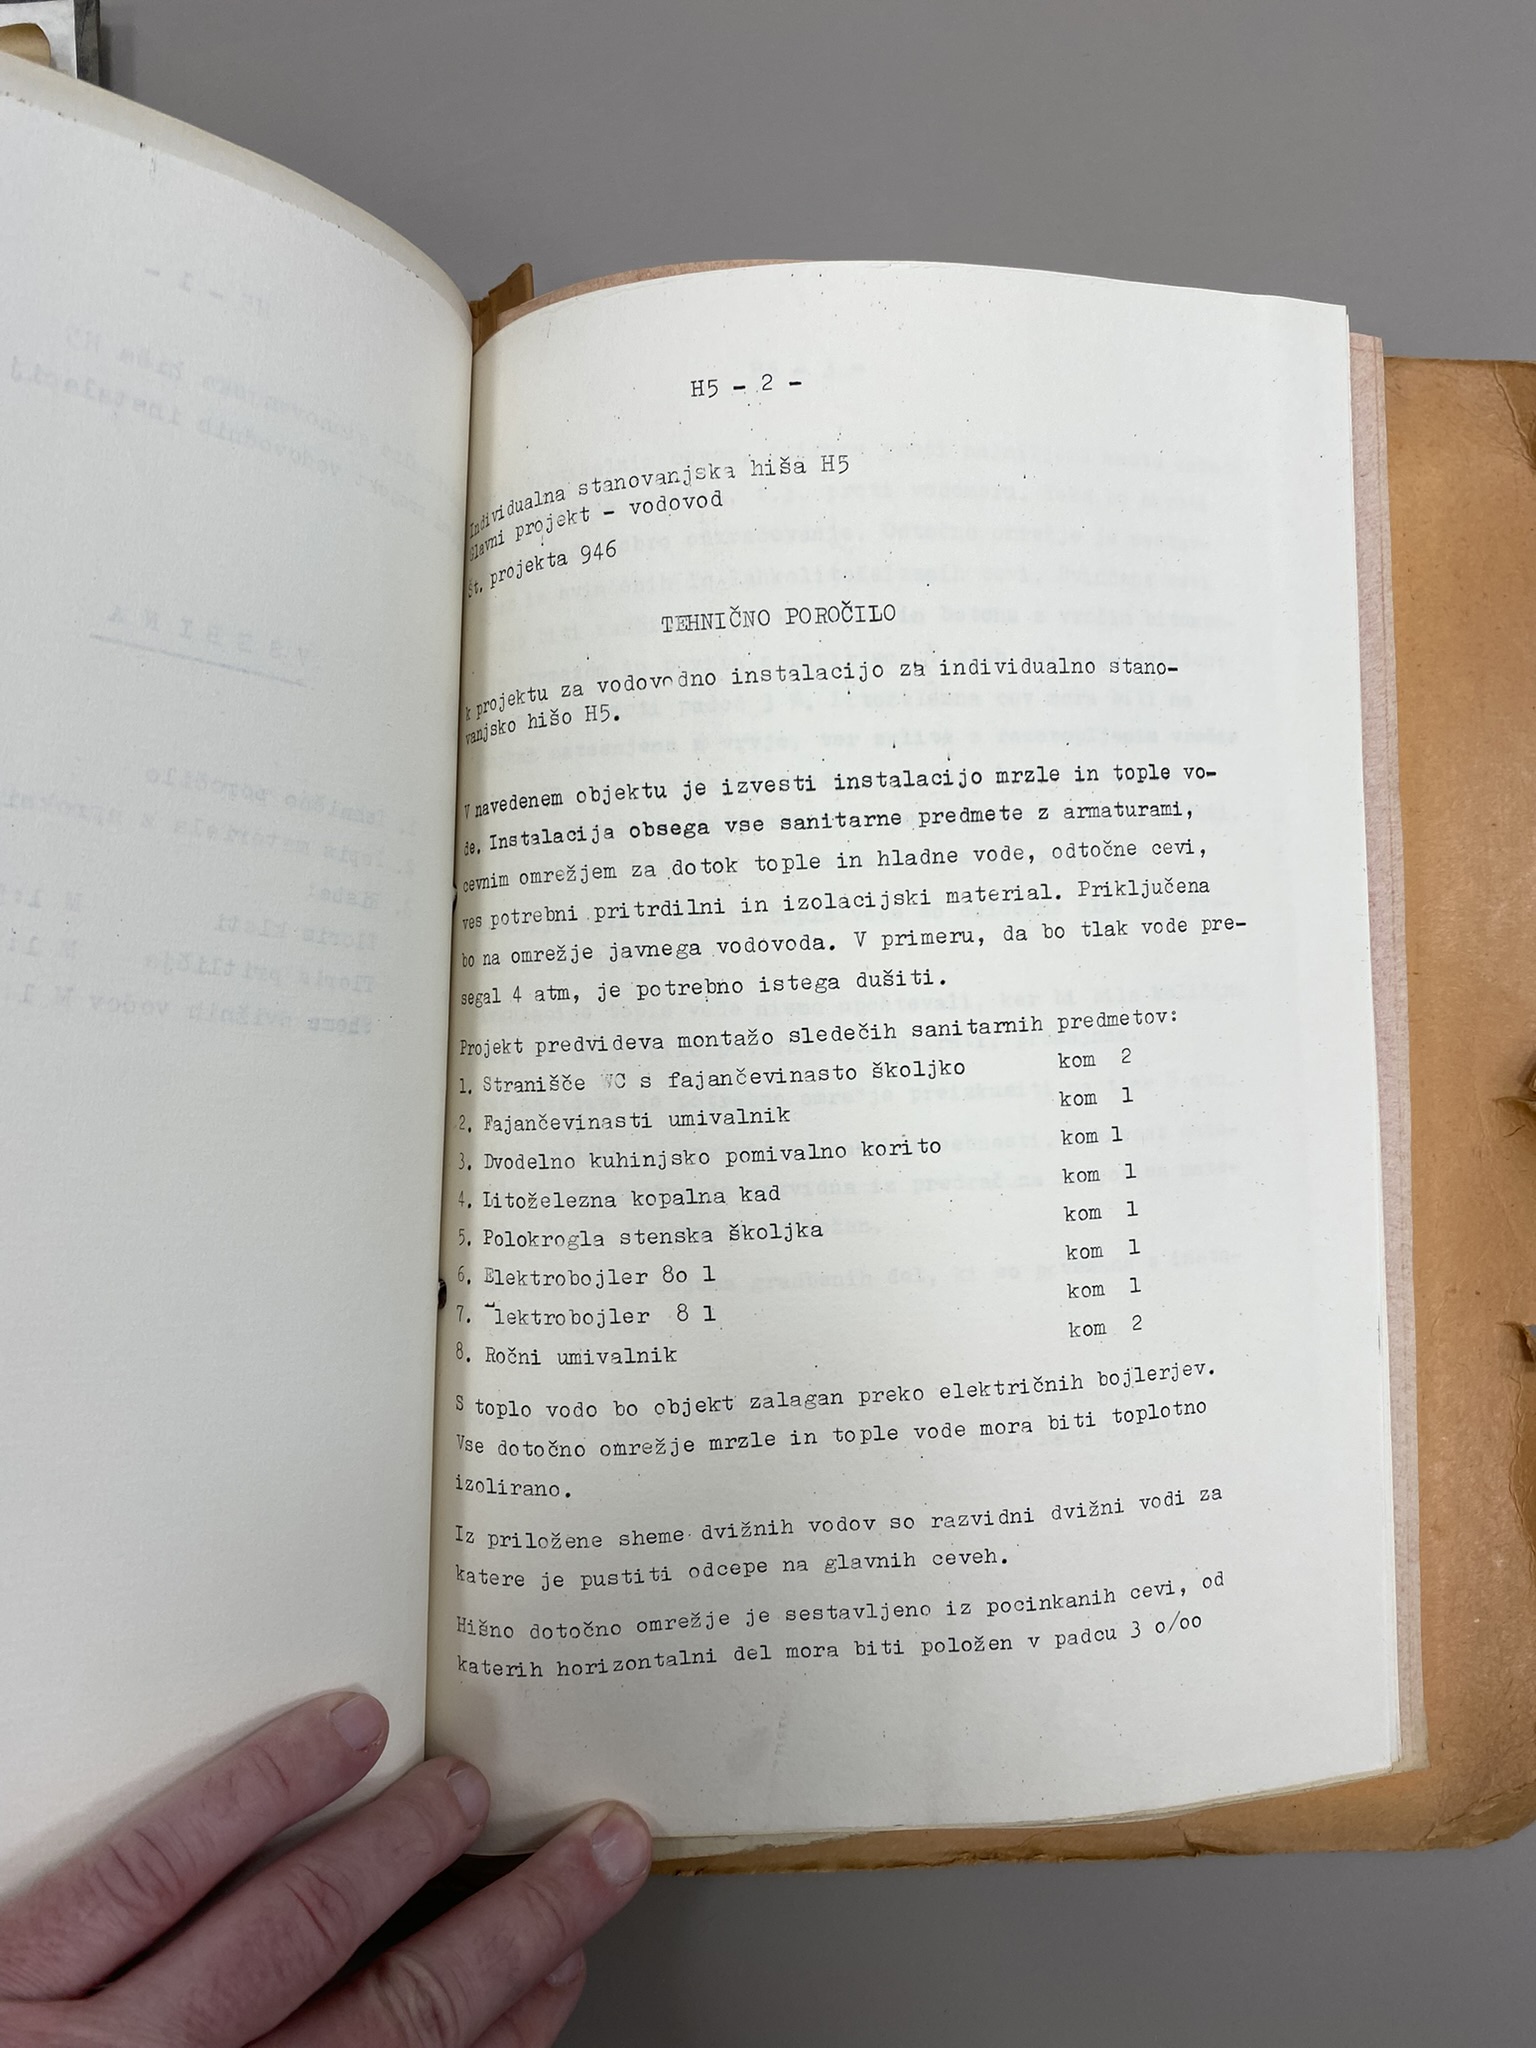 H5 - 2 -
Individualna stanovanjska hiša H5
Glavni projekt - vodovod
Št. projekta 946
TEHNIČNO POROČILO
k projektu za vodovodno instalacijo za individualno stano-
vanjsko hišo H5.
V navedenem objektu je izvesti instalacijo mrzle in tople vo-
de. Instalacija obsega vse sanitarne predmete z armaturami,
cevnim omrežjem za dotok tople in hladne vode, odtočne cevi,
ves potrebni pritrdilni in izolacijski material. Priključena
bo na omrežje javnega vodovoda. V primeru, da bo tlak vode pre-
segal 4 atm, je potrebno istega dušiti.
Projekt predvideva montažo sledečih sanitarnih predmetov:
1. Stranišče WC s fajančevinasto školjko kom 2
2. Fajančevinasti umivalnik kom 1
3. Dvodelno kuhinjsko pomivalno korito kom 1
4. Litoželezna kopalna kad kom 1
5. Polokrogla stenska školjka kom 1
6. Elektrobojler 80 l kom 1
7. Elektrobojler 8 l kom 1
8. Ročni umivalnik kom 2
S toplo vodo bo objekt zalagan preko električnih bojlerjev.
Vse dotočno omrežje mrzle in tople vode mora biti toplotno
izolirano.
Iz priložene sheme dvižnih vodov so razvidni dvižni vodi za
katere je pustiti odcepe na glavnih ceveh.
Hišno dotočno omrežje je sestavljeno iz pocinkanih cevi, od
katerih horizontalni del mora biti položen v padcu 3 o/oo